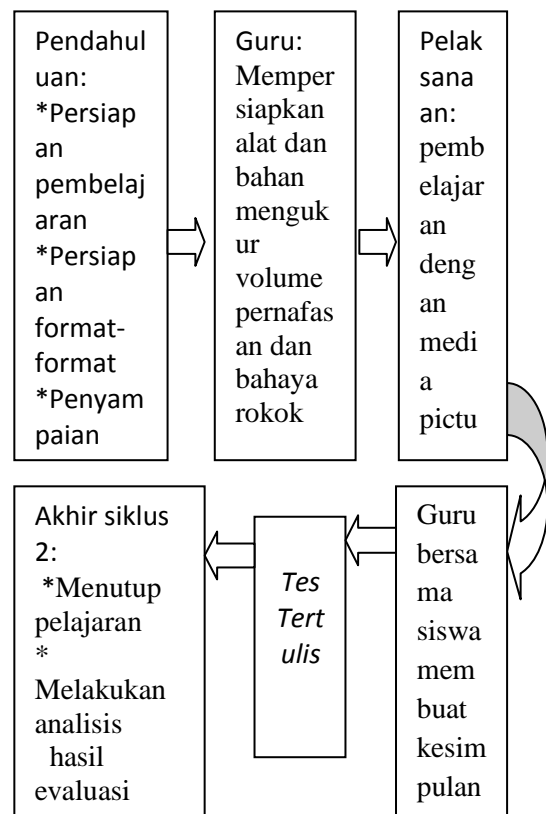 Pendahul
uan:
*Persiap
an
pembelaj
aran
*Persiap
an
format-
format
*Penyam
paian
Guru:
Memper
siapkan
alat dan
bahan
menguk
ur
volume
pernafas
an dan
bahaya
rokok
Pelak
sana
an:
pemb
elajar
an
deng
an
medi
a
pictu
Guru
bersa
ma
siswa
mem
buat
kesim
pulan
Tes
Tert
ulis
Akhir siklus
2:
*Menutup
pelajaran
*
Melakukan
analisis
hasil
evaluasi